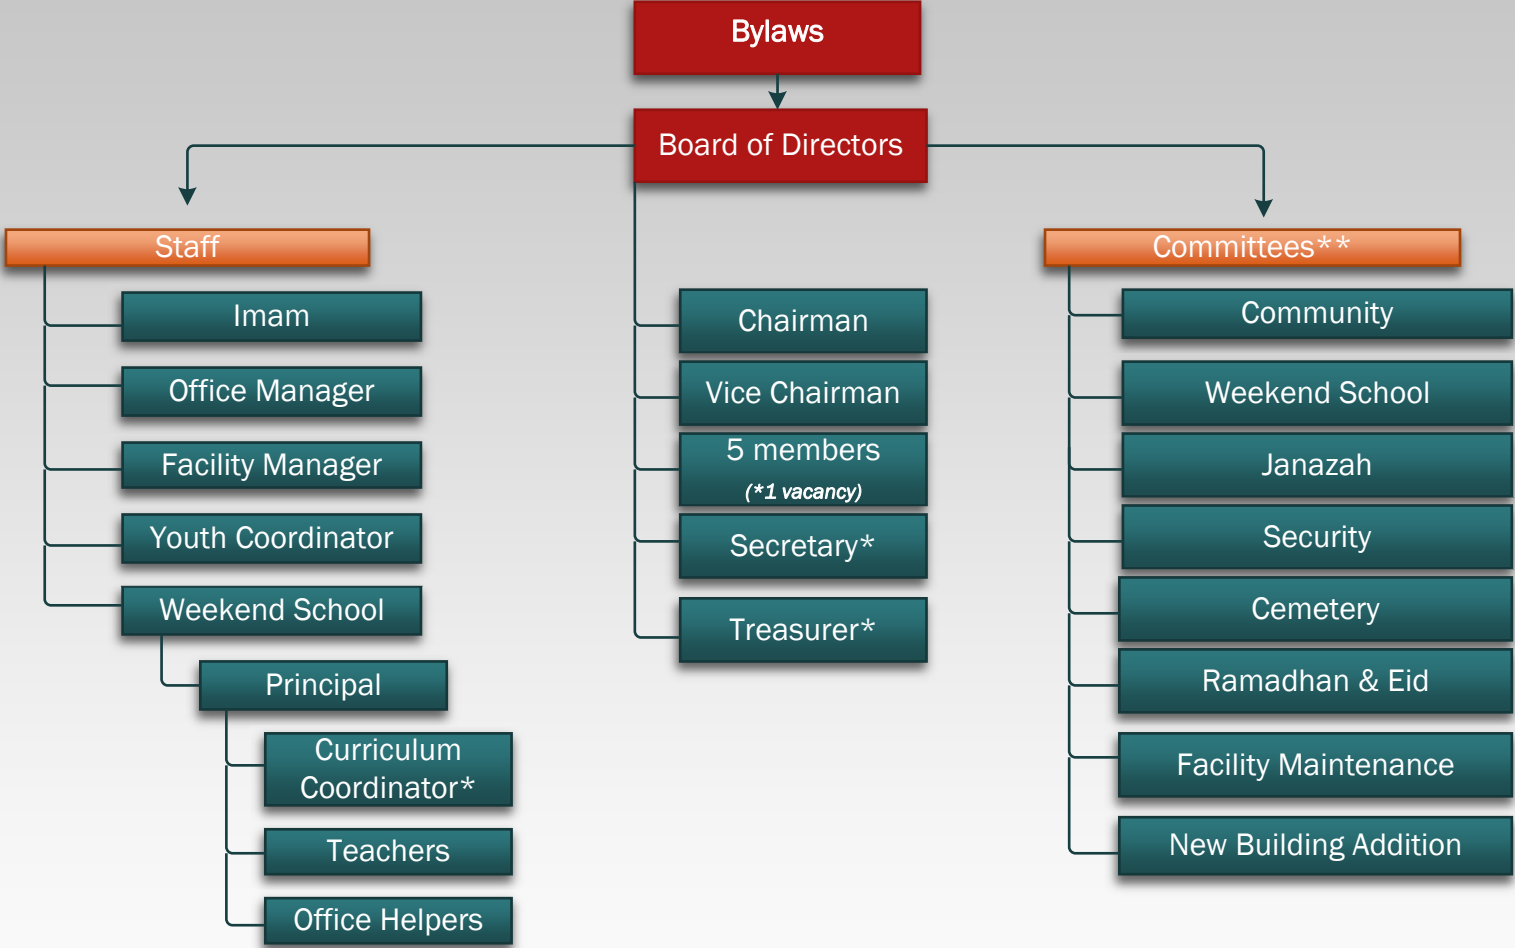 Bylaws
Board of Directors
Staff
Imam
Office Manager
Facility Manager
Youth Coordinator
Weekend School
Principal
Curriculum
Coordinator*
Teachers
Office Helpers
Chairman
Vice Chairman
5 members
(*1 vacancy)
Secretary*
Treasurer*
Committees**
Community
Weekend School
Janazah
Security
Cemetery
Ramadhan & Eid
Facility Maintenance
New Building Addition